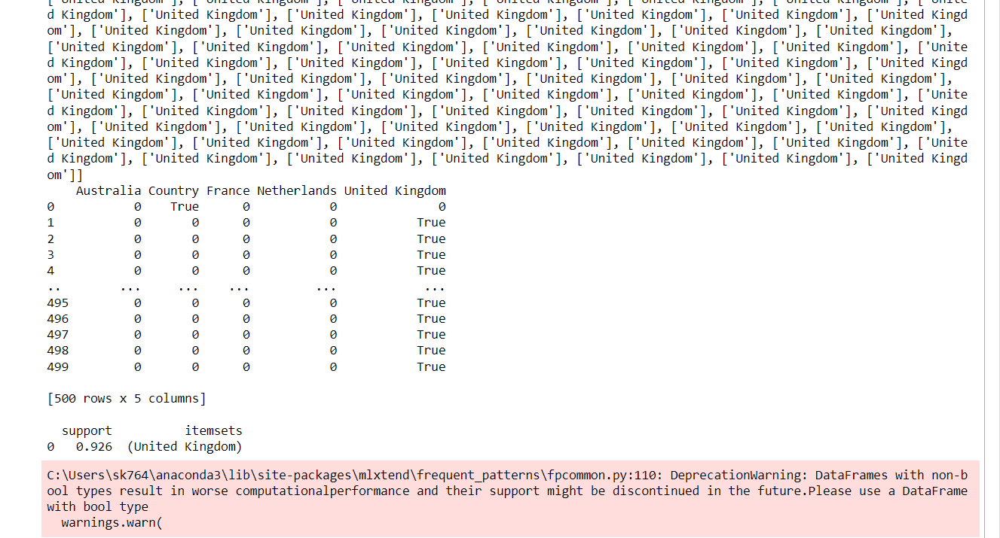 d Kingdom'], ['United Kingdom'], ['United Kingdom'], ['United Kingdom'], ['United Kingdom'], ['United Kingdom'], ['United Kingd
om'], ['United Kingdom'], ['United Kingdom'], ['United Kingdom'], ['United Kingdom'], ['United Kingdom'], ['United Kingdom'],
['United Kingdom'], ['United Kingdom'], ['United Kingdom'], ['United Kingdom'], ['United Kingdom'], ['United Kingdom'], ['Unite
d Kingdom'], ['United Kingdom'], ['United Kingdom'], ['United Kingdom'], ['United Kingdom'], ['United Kingdom'], ['United Kingd
om'], ['United Kingdom'], ['United Kingdom'], ['United Kingdom'], ['United Kingdom'], ['United Kingdom'], ['United Kingdom'],
['United Kingdom'], ['United Kingdom'], ['United Kingdom'], ['United Kingdom'], ['United Kingdom'], ['United Kingdom'], ['Unite
d Kingdom'], ['United Kingdom'], ['United Kingdom'], ['United Kingdom'], ['United Kingdom'], ['United Kingdom'], ['United Kingd
om'], ['United Kingdom'], ['United Kingdom'], ['United Kingdom'], ['United Kingdom'], ['United Kingdom'], ['United Kingdom'],
['United Kingdom'], ['United Kingdom'], ['United Kingdom'], ['United Kingdom'], ['United Kingdom'], ['United Kingdom'], ['Unite
d Kingdom'], ['United Kingdom'], ['United Kingdom'], ['United Kingdom'], ['United Kingdom'], ['United Kingdom'], ['United Kingd
om']]
Australia Country France Netherlands United Kingdom
0 0 True 0 0 0
1 0 0 0 0 True
2 0 0 0 0 True
3 0 0 0 0 True
4 0 0 0 0 True
.. ... ... ... ... ...
495 0 0 0 0 True
496 0 0 0 0 True
497 0 0 0 0 True
498 0 0 0 0 True
499 0 0 0 0 True
[500 rows x 5 columns]
support itemsets
0 0.926 (United Kingdom)
C:\Users\sk764\anaconda3\lib\site-packages\mlxtend\frequent_patterns\fpcommon.py:110: DeprecationWarning: DataFrames with non-b
ool types result in worse computationalperformance and their support might be discontinued in the future.Please use a DataFrame
with bool type
warnings.warn(